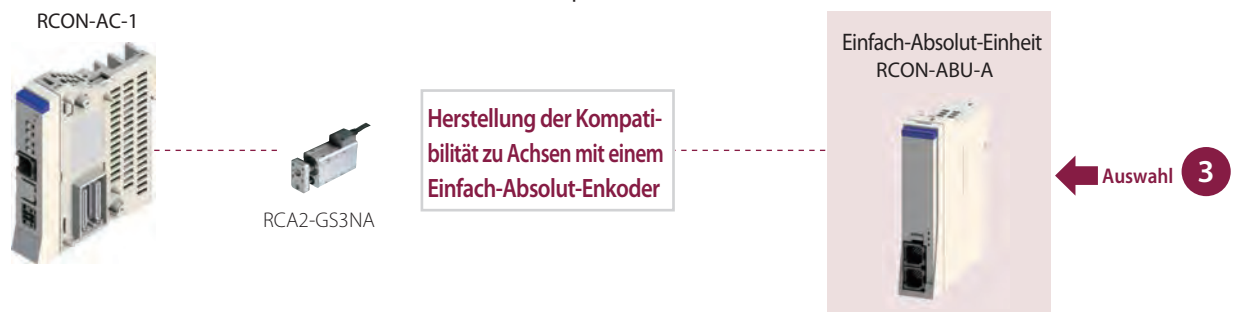 RCON-AC-1
Einfach-Absolut-Einheit
RCON-ABU-A
Herstellung der Kompati-
bilität zu Achsen mit einem
Einfach-Absolut-Enkoder
Auswahl 3
RCA2-GS3NA